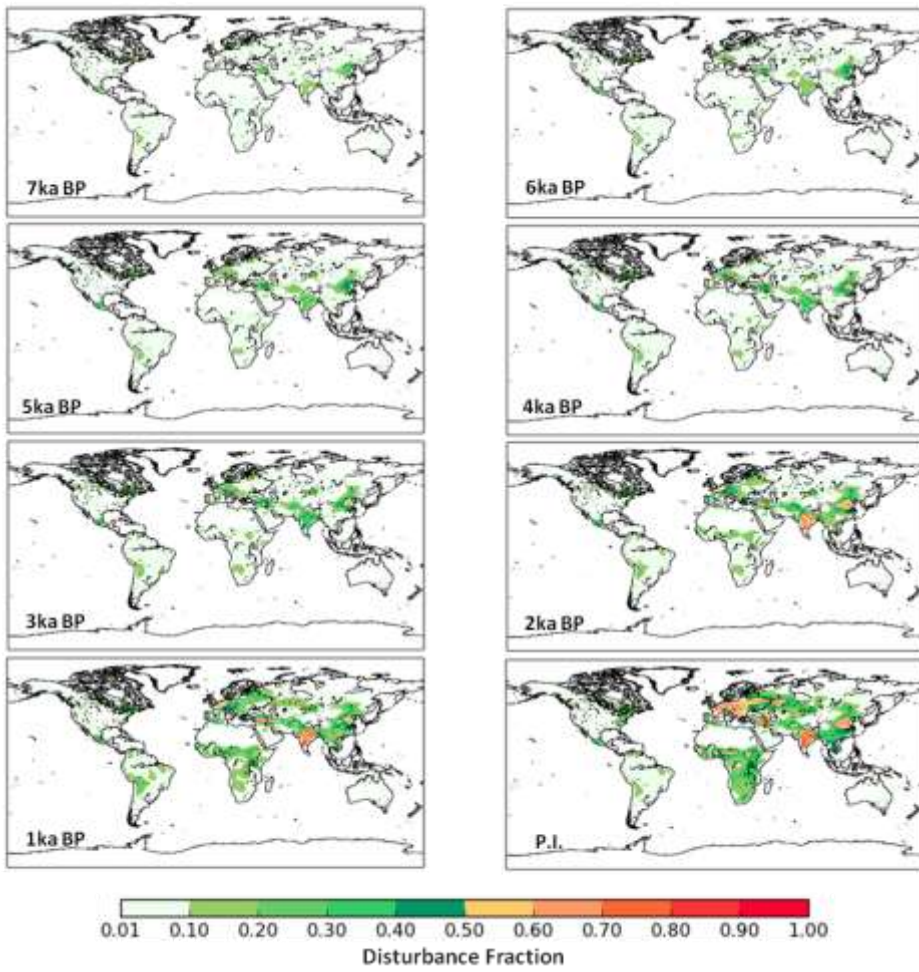 7ka BP
6ka BP
5ka BP
4ka BP
3ka BP
2ka BP
1ka BP
P.I.
0.01 0.10 0.20 0.30 0.40 0.50 0.60 0.70 0.80 0.90 1.00
Disturbance Fraction